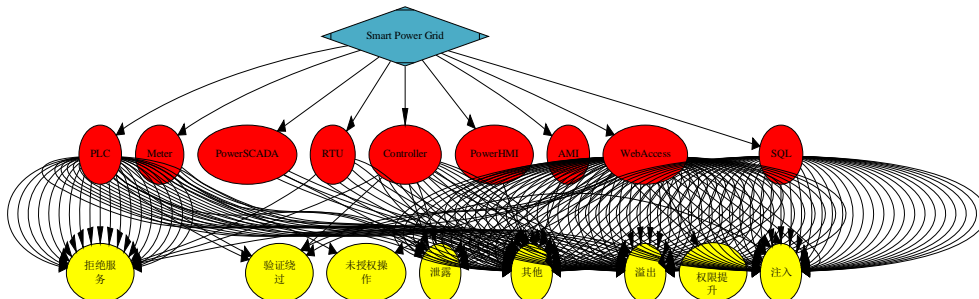 Smart Power Grid
PLC
Meter
PowerSCADA
RTU
Controller
PowerHMI
AMI
WebAccess
SQL
拒绝服
务
验证绕
过
未授权操
作
泄露
其他
溢出
权限提
升
注入